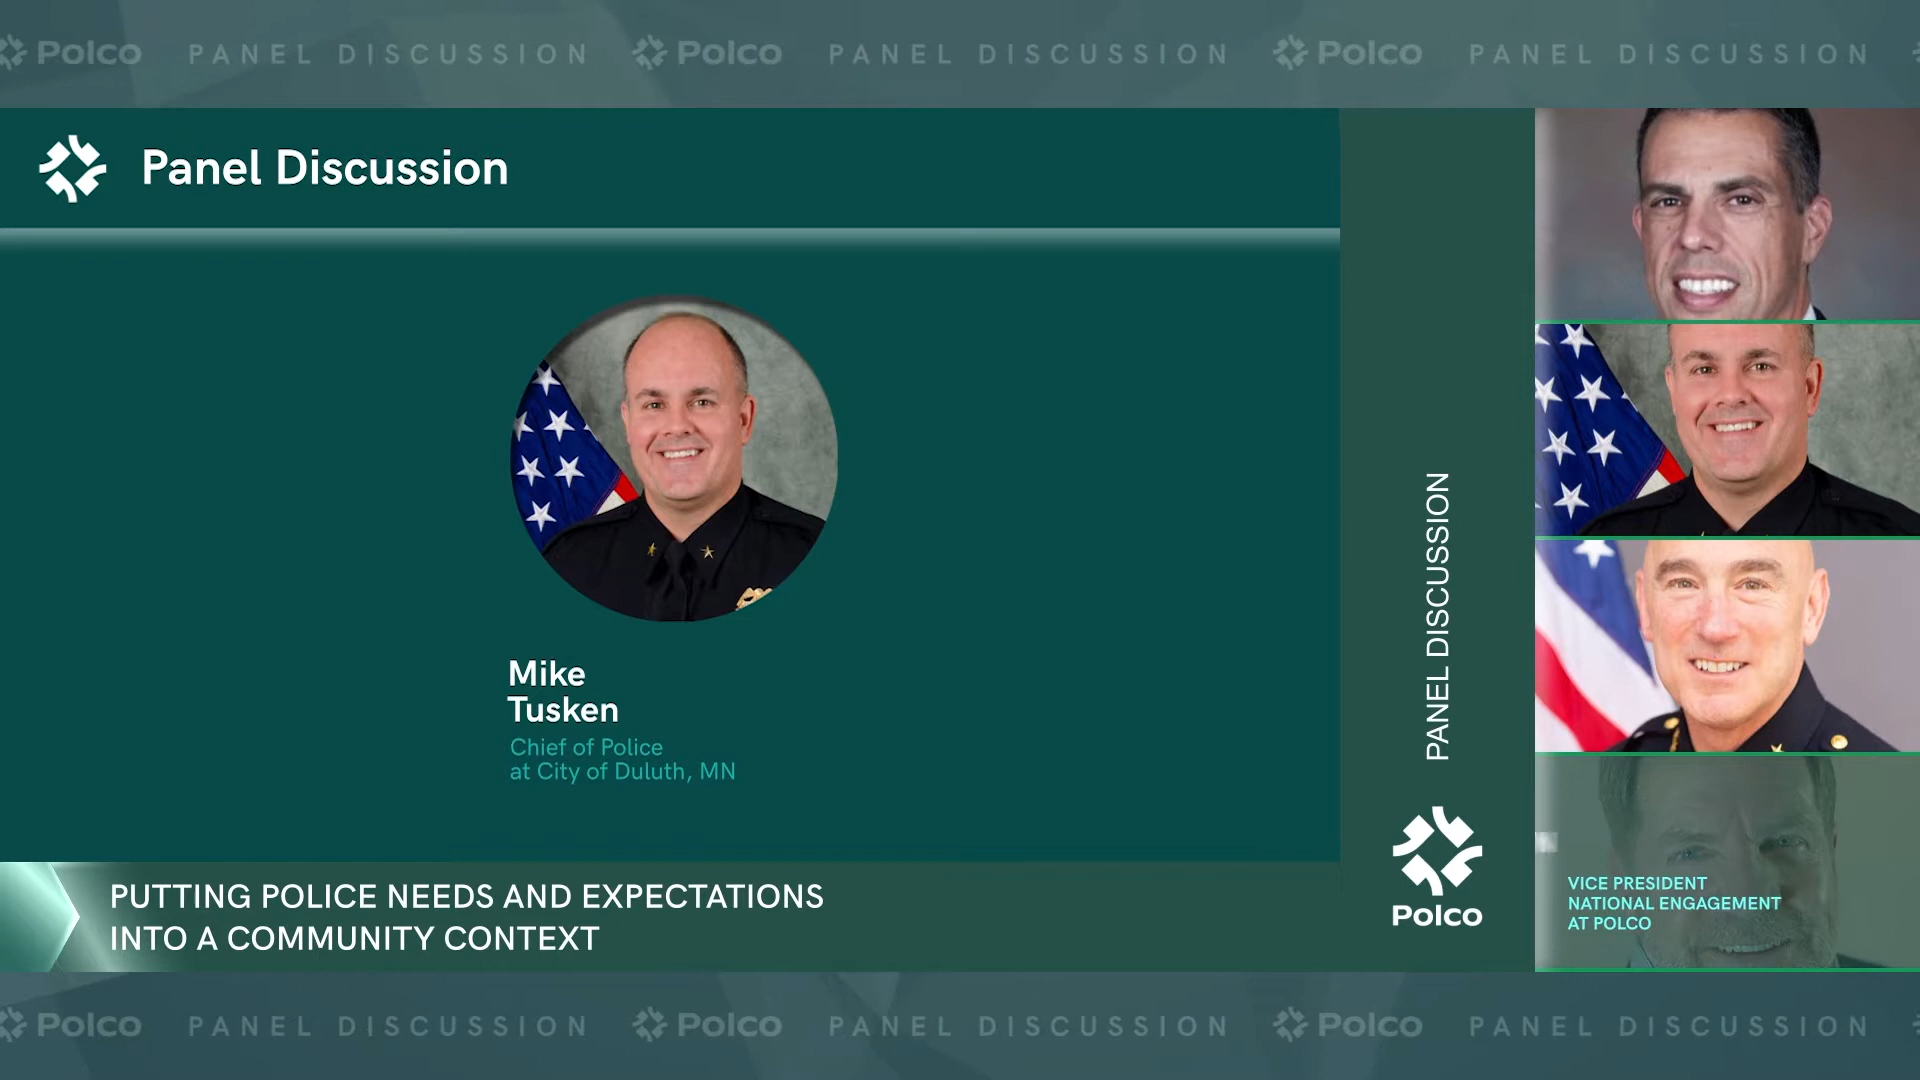 Polco PANEL DISCUSSION Polco PANEL DISCUSSION Polco PANEL DISCUSSION
Panel Discussion
Mike
Tusken
Chief of Police
at City of Duluth, MN
PUTTING POLICE NEEDS AND EXPECTATIONS
INTO A COMMUNITY CONTEXT
PANEL DISCUSSION
Polco
VICE PRESIDENT
NATIONAL ENGAGEMENT
AT POLCO
Polco PANEL DISCUSSION Polco PANEL DISCUSSION Polco PANEL DISCUSSION